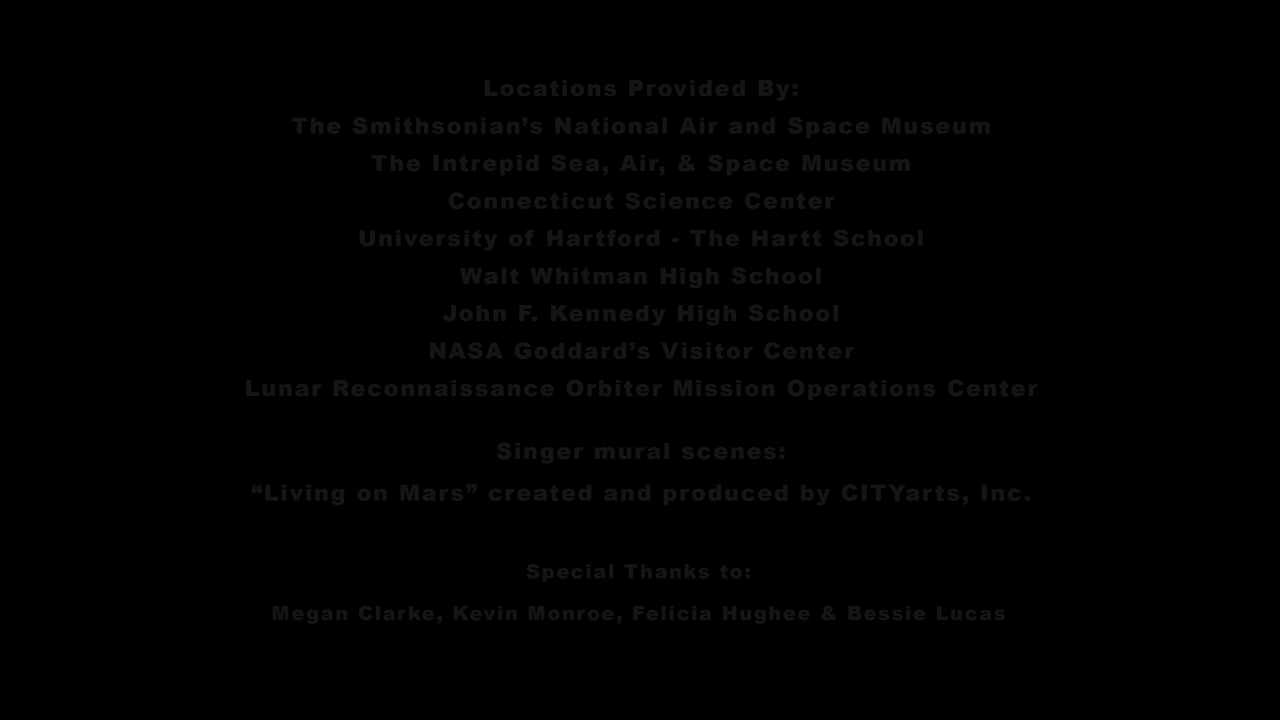 Locations Provided By:
The Smithsonian’s National Air and Space Museum
The Intrepid Sea, Air, & Space Museum
Connecticut Science Center
University of Hartford - The Hartt School
Walt Whitman High School
John F. Kennedy High School
NASA Goddard’s Visitor Center
Lunar Reconnaissance Orbiter Mission Operations Center
Singer mural scenes:
“Living on Mars” created and produced by CITYarts, Inc.
Special Thanks to:
Megan Clarke, Kevin Monroe, Felicia Hughee & Bessie Lucas